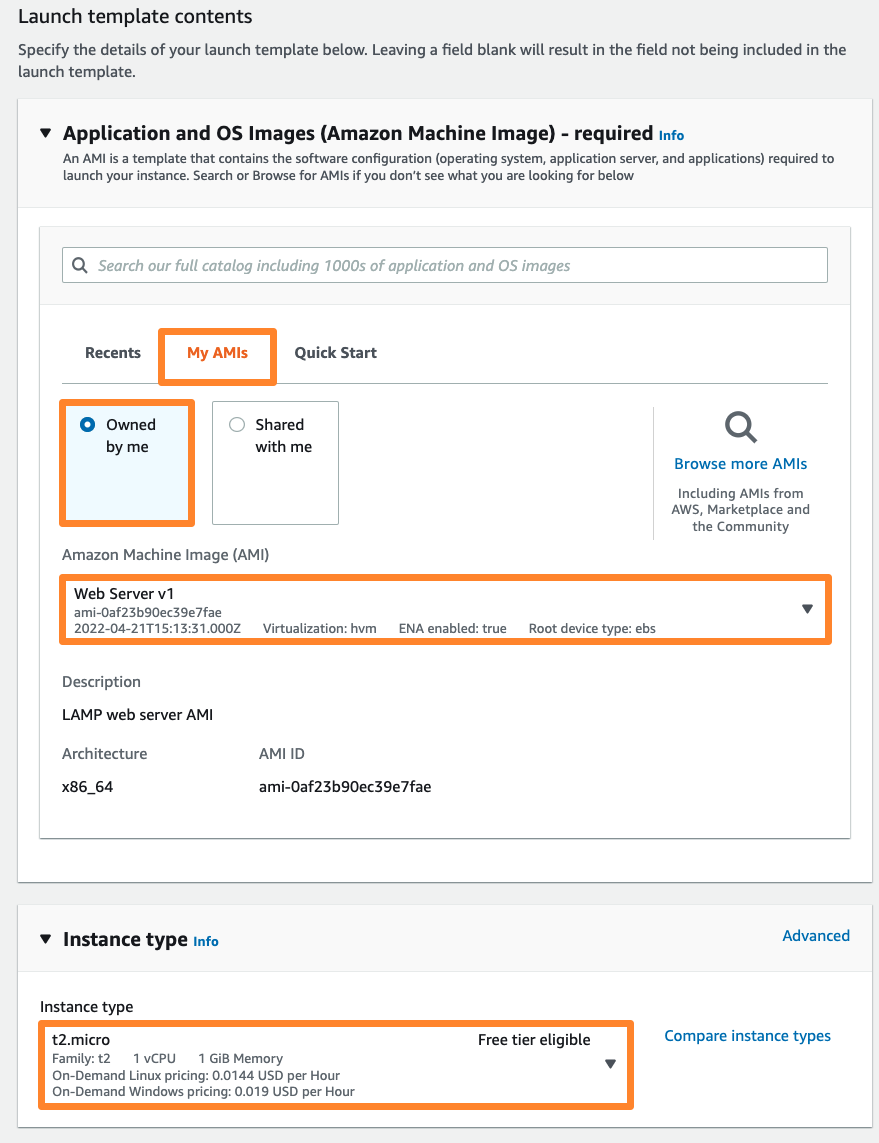 Launch template contents
Specify the details of your launch template below. Leaving a field blank will result in the field not being included in the
launch template.
Application and OS Images (Amazon Machine Image) - required Info
An AMI is a template that contains the software configuration (operating system, application server, and applications) required to
launch your instance. Search or Browse for AMIs if you don’t see what you are looking for below
Search our full catalog including 1000s of application and OS images
Recents My AMIs Quick Start
Owned
by me
Shared
with me
Browse more AMIs
Including AMIs from
AWS, Marketplace and
the Community
Amazon Machine Image (AMI)
Web Server v1
ami-0af23b90ec39e7fae
2022-04-21T15:13:31.000Z Virtualization: hvm ENA enabled: true Root device type: ebs
Description
LAMP web server AMI
Architecture AMI ID
x86_64 ami-0af23b90ec39e7fae
Instance type Info Advanced
Instance type
t2.micro Free tier eligible
Family: t2 1 vCPU 1 GiB Memory
On-Demand Linux pricing: 0.0144 USD per Hour
On-Demand Windows pricing: 0.019 USD per Hour
Compare instance types